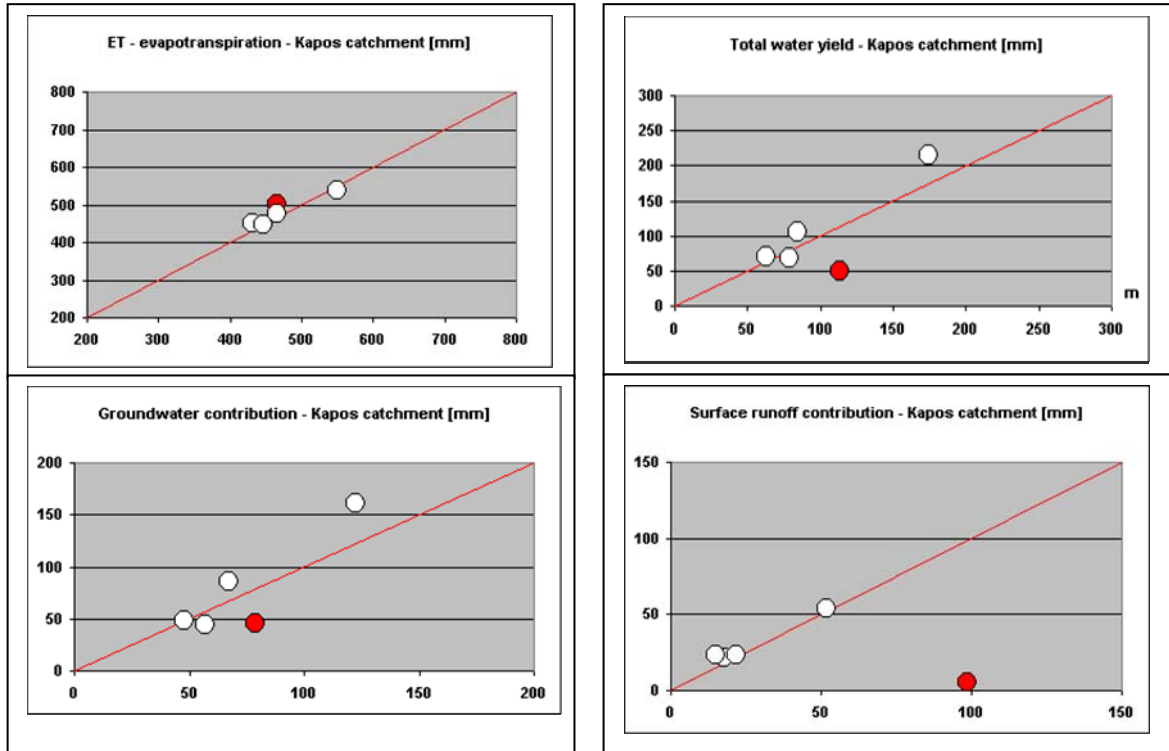 ET - evapotranspiration - Kapos catchment [mm]
800
700
600
500
400
300
200
200 300 400 500 600 700 800
Total water yield - Kapos catchment [mm]
300
250
200
150
100
50
0
m
0 50 100 150 200 250 300
Groundwater contribution - Kapos catchment [mm]
200
150
100
50
0
0 50 100 150 200
Surface runoff contribution - Kapos catchment [mm]
150
100
50
0
0 50 100 150